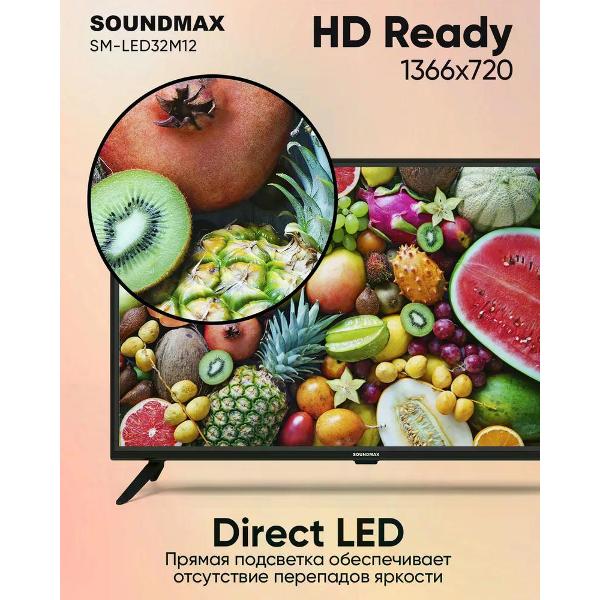 SOUNDMAX
SM-LED32M12
HD Ready
1366x720
SOUNDMAX
Direct LED
Прямая подсветка обеспечивает
отсутствие перепадов яркости